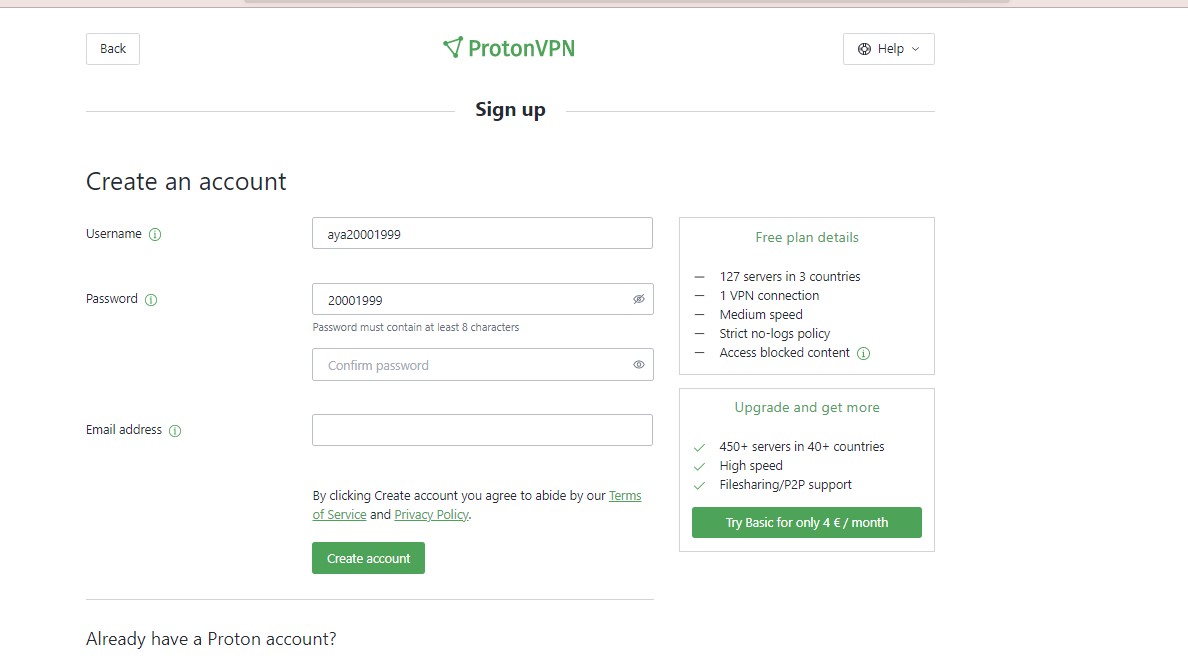 Back
ProtonVPN
Help
Sign up
Create an account
Username
aya20001999
Password
20001999
Password must contain at least 8 characters
Confirm password
Email address
By clicking Create account you agree to abide by our Terms
of Service and Privacy Policy.
Create account
Already have a Proton account?
Free plan details
— 127 servers in 3 countries
— 1 VPN connection
— Medium speed
— Strict no-logs policy
— Access blocked content
Upgrade and get more
450+ servers in 40+ countries
High speed
Filesharing/P2P support
Try Basic for only 4 € / month